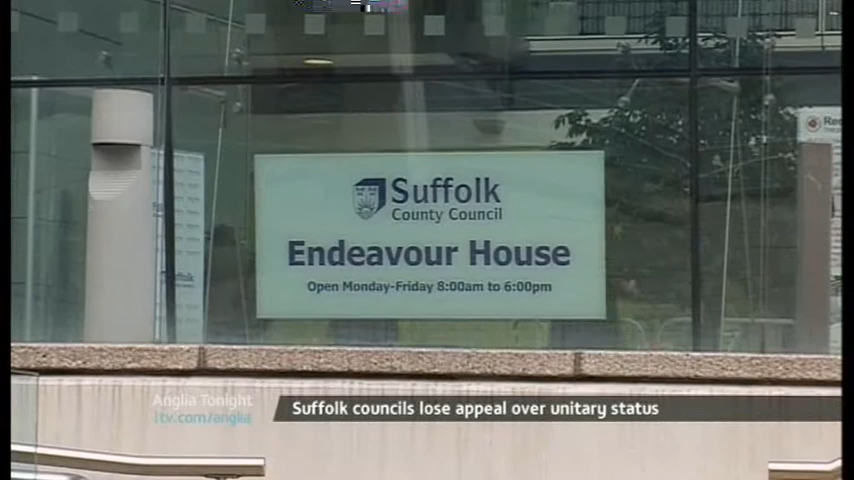 Suffolk
County Council
Endeavour House
Open Monday-Friday 8:00am to 6:00pm
Anglia Tonight
itv.com/anglia
Suffolk councils lose appeal over unitary status